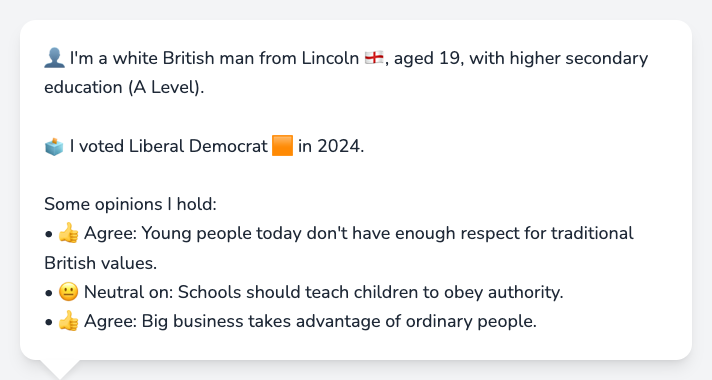 👤 I'm a white British man from Lincoln 🏴󠁧󠁢󠁥󠁮󠁧󠁿, aged 19, with higher secondary
education (A Level).
🗳️ I voted Liberal Democrat 🟧 in 2024.
Some opinions I hold:
• 👍 Agree: Young people today don't have enough respect for traditional
British values.
• 😐 Neutral on: Schools should teach children to obey authority.
• 👍 Agree: Big business takes advantage of ordinary people.